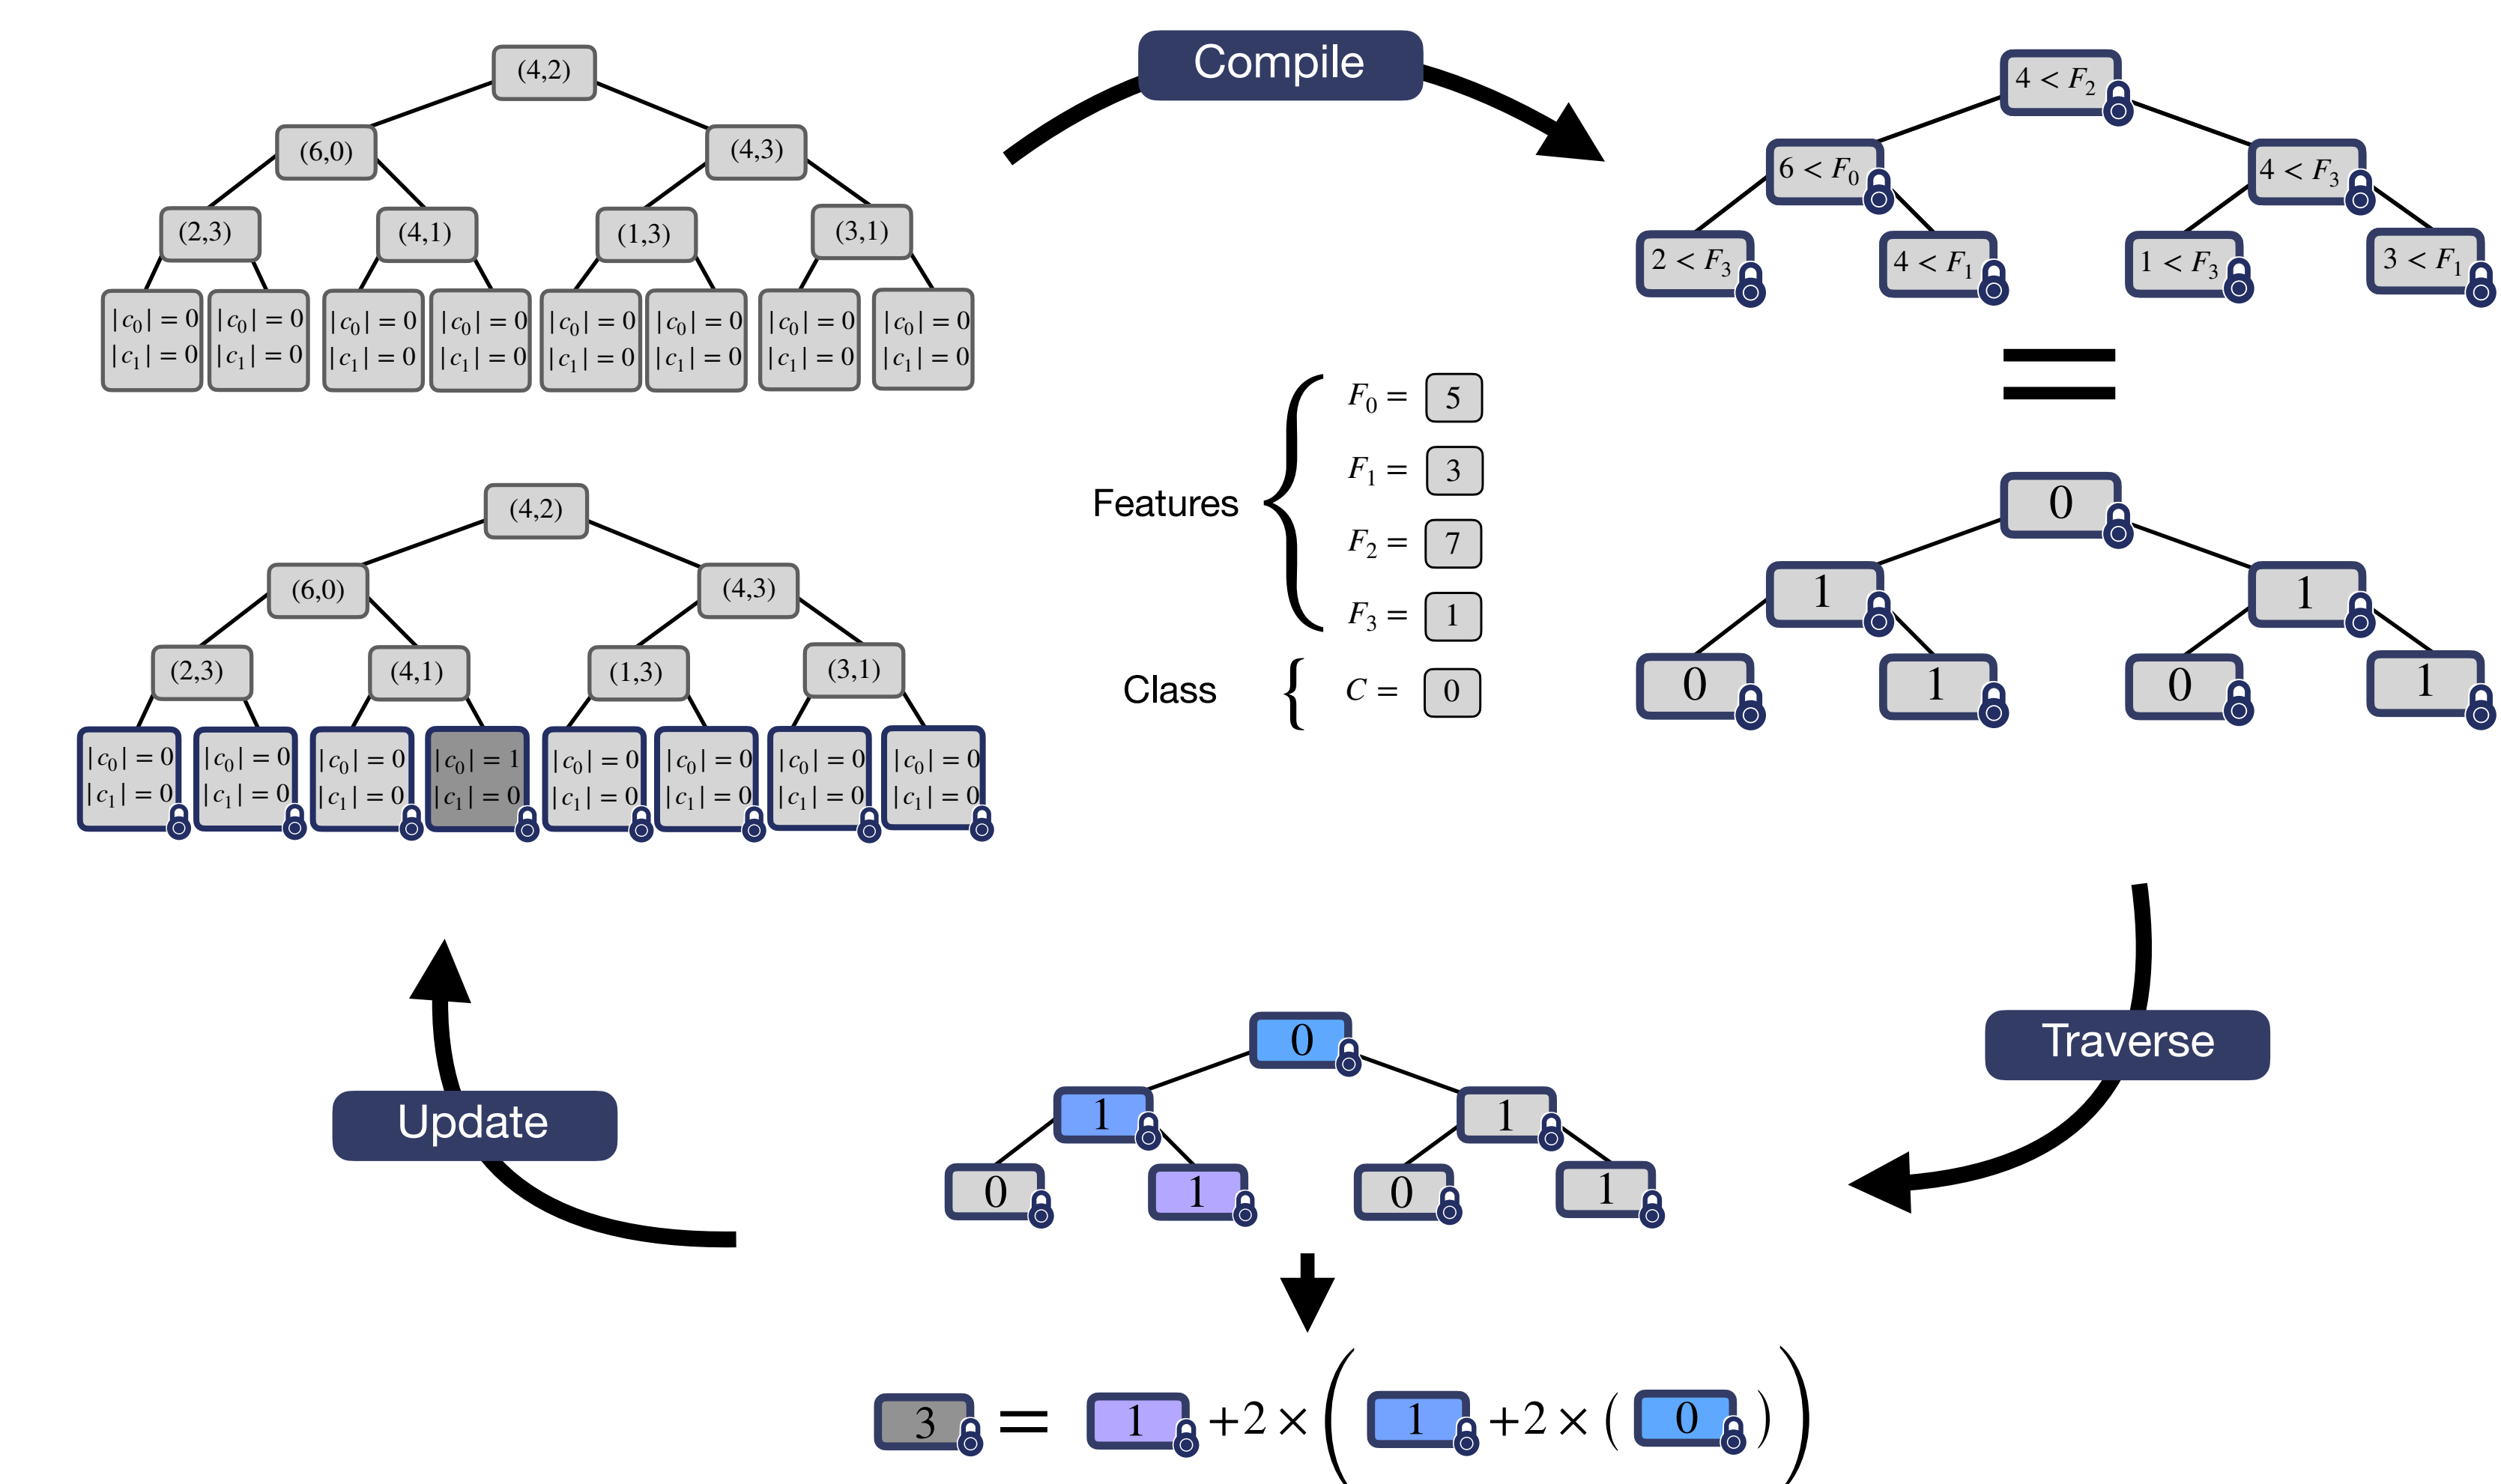 Compile
(4,2)
(6,0) (4,3)
(2,3) (4,1) (1,3) (3,1)
|c₀| = 0 |c₀| = 0 |c₀| = 0 |c₀| = 0 |c₀| = 0 |c₀| = 0 |c₀| = 0 |c₀| = 0
|c₁| = 0 |c₁| = 0 |c₁| = 0 |c₁| = 0 |c₁| = 0 |c₁| = 0 |c₁| = 0 |c₁| = 0
4 < F₂
6 < F₀ 4 < F₃
2 < F₃ 4 < F₁ 1 < F₃ 3 < F₁
=
Features
F₀ = 5
F₁ = 3
F₂ = 7
F₃ = 1
Class
C = 0
0
1 1
0 1 0 1
(4,2)
(6,0) (4,3)
(2,3) (4,1) (1,3) (3,1)
|c₀| = 0 |c₀| = 0 |c₀| = 0 |c₀| = 1 |c₀| = 0 |c₀| = 0 |c₀| = 0 |c₀| = 0
|c₁| = 0 |c₁| = 0 |c₁| = 0 |c₁| = 0 |c₁| = 0 |c₁| = 0 |c₁| = 0 |c₁| = 0
Traverse
0
1 1
0 1 0 1
Update
3 = 1 +2 × ( 1 +2 × ( 0 ) )